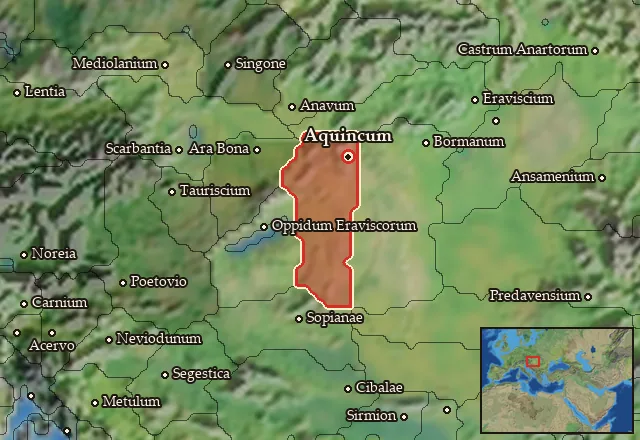 Castrum Anartorum
Mediolanium
Singone
Lentia
Eraviscium
Anavum
Aquincum
Bormanum
Scarbantia
Ara Bona
Ansamenium
Tauriscium
Oppidum Eraviscorum
Noreia
Poetovio
Predavensium
Carnium
Sopianae
Neviodunum
Acervo
Segestica
Cibalae
Metulum
Sirmion